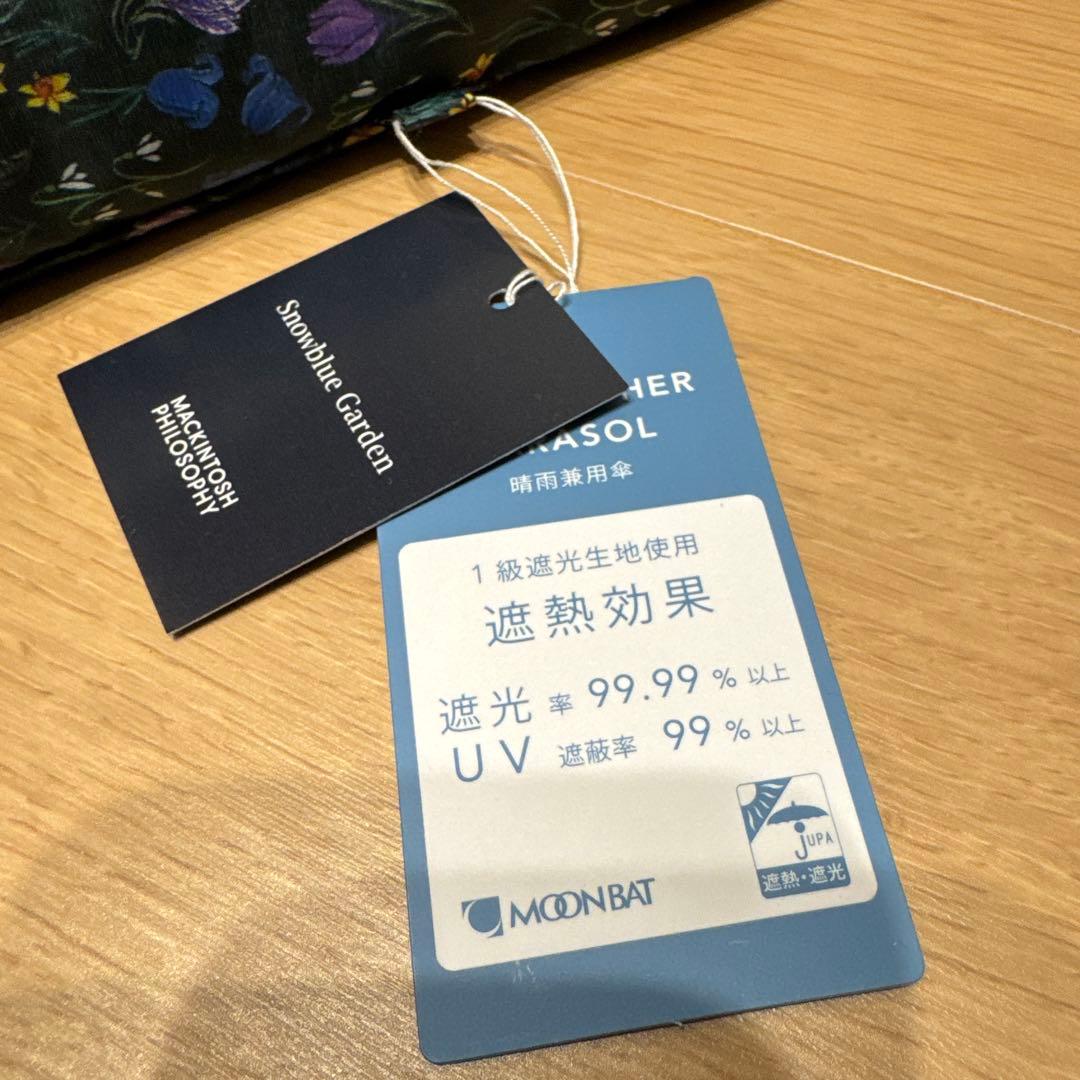 Snowblue Garden
MACKINTOSH
PHILOSOPHY
晴雨兼用傘
1級遮光生地使用
遮熱効果
遮光率 99.99 % 以上
UV 遮蔽率 99 % 以上
JUPA
遮熱・遮光
MOONBAT